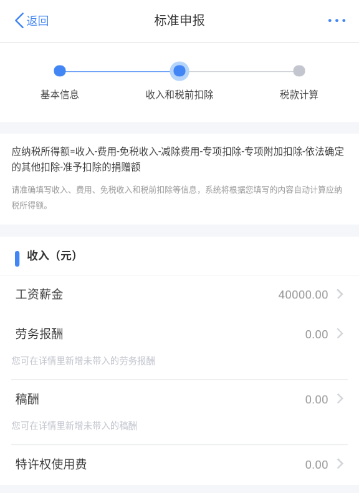 返回
标准申报
基本信息
收入和税前扣除
税款计算
应纳税所得额=收入-费用-免税收入-减除费用-专项扣除-专项附加扣除-依法确定
的其他扣除-准予扣除的捐赠额
请准确填写收入、费用、免税收入和税前扣除等信息，系统将根据您填写的内容自动计算应纳
税所得额。
收入（元）
工资薪金 40000.00
劳务报酬 0.00
您可在详情里新增未带入的劳务报酬
稿酬 0.00
您可在详情里新增未带入的稿酬
特许权使用费 0.00